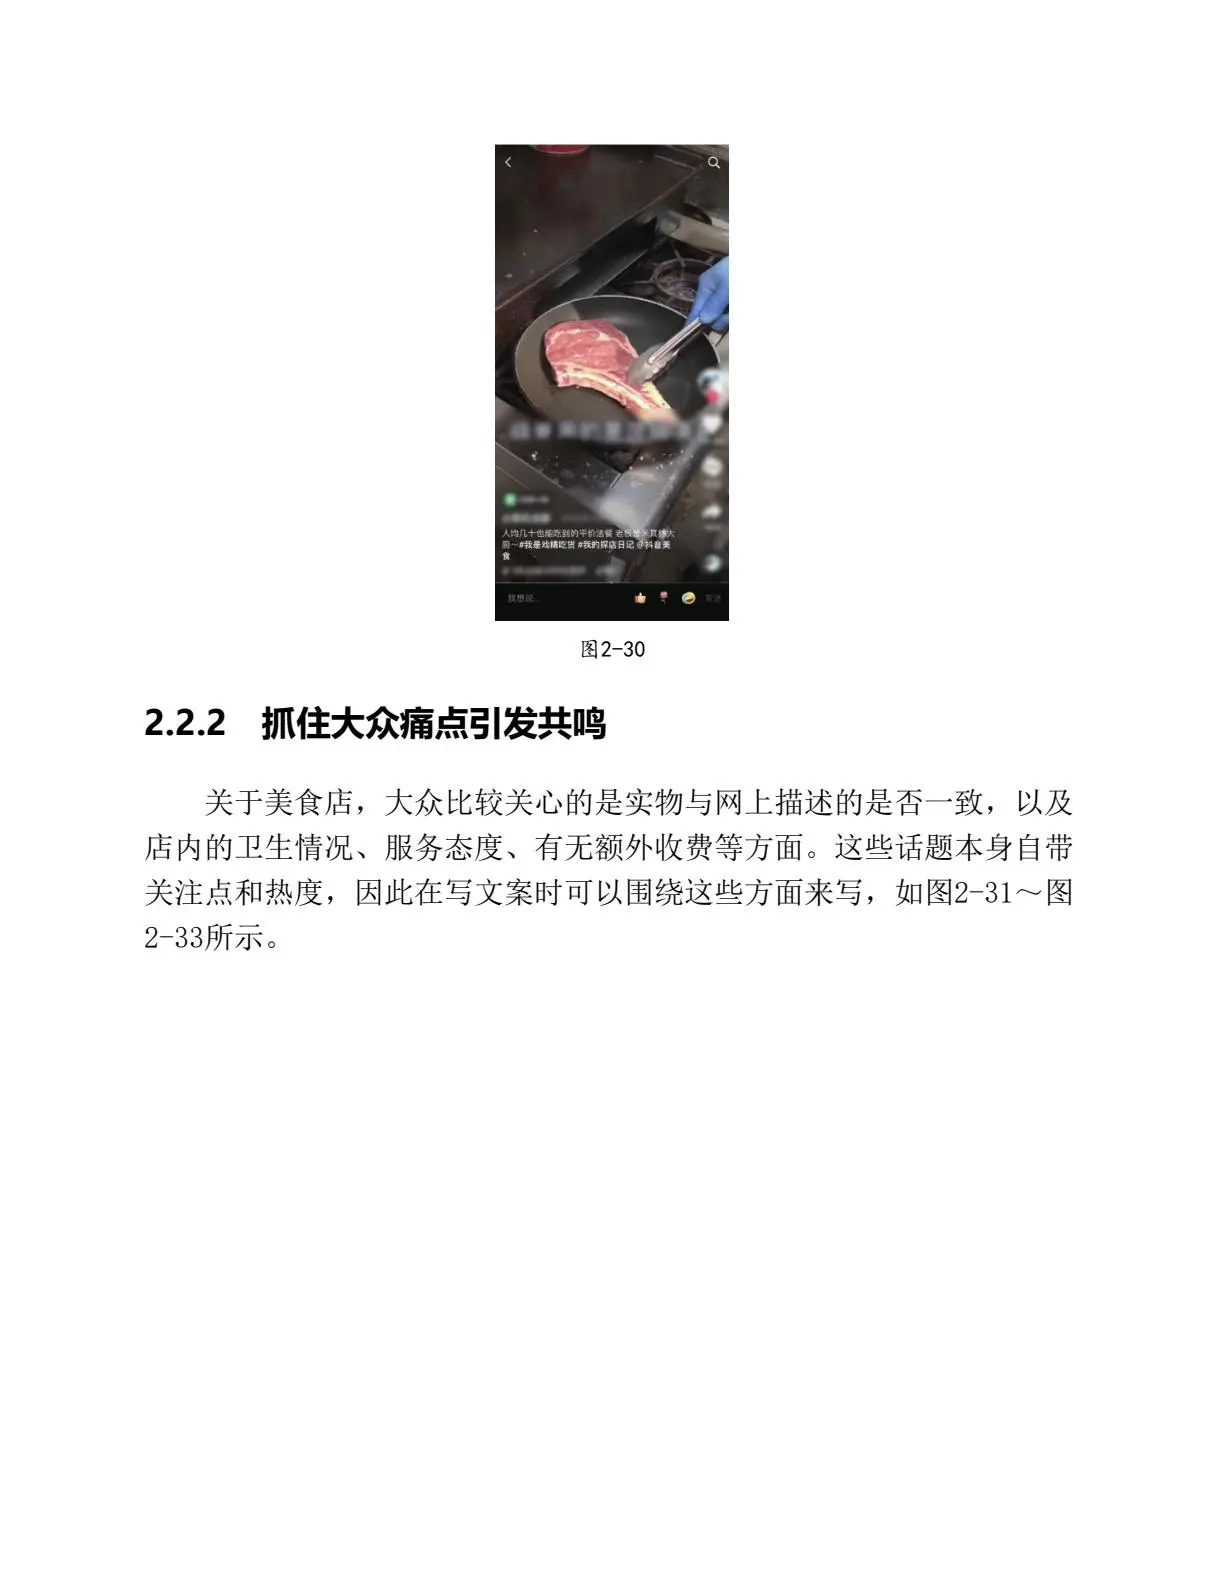 人均几十也能吃到的平价法餐 老板是米其林大
厨～#我是戏精吃货 #我的探店日记 @抖音美
食
我想说...
发送
图2-30
2.2.2 抓住大众痛点引发共鸣
关于美食店，大众比较关心的是实物与网上描述的是否一致，以及
店内的卫生情况、服务态度、有无额外收费等方面。这些话题本身自带
关注点和热度，因此在写文案时可以围绕这些方面来写，如图2-31～图
2-33所示。